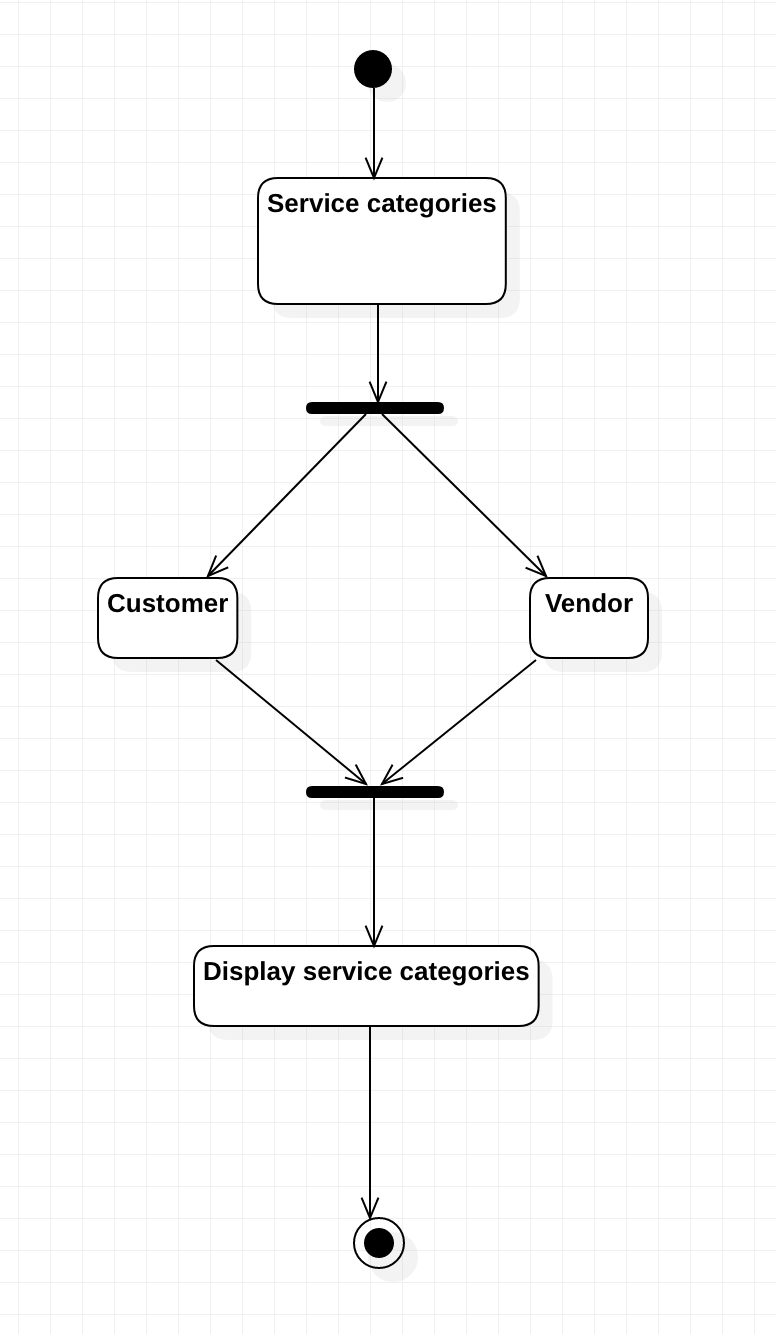 Service categories
Customer
Vendor
Display service categories